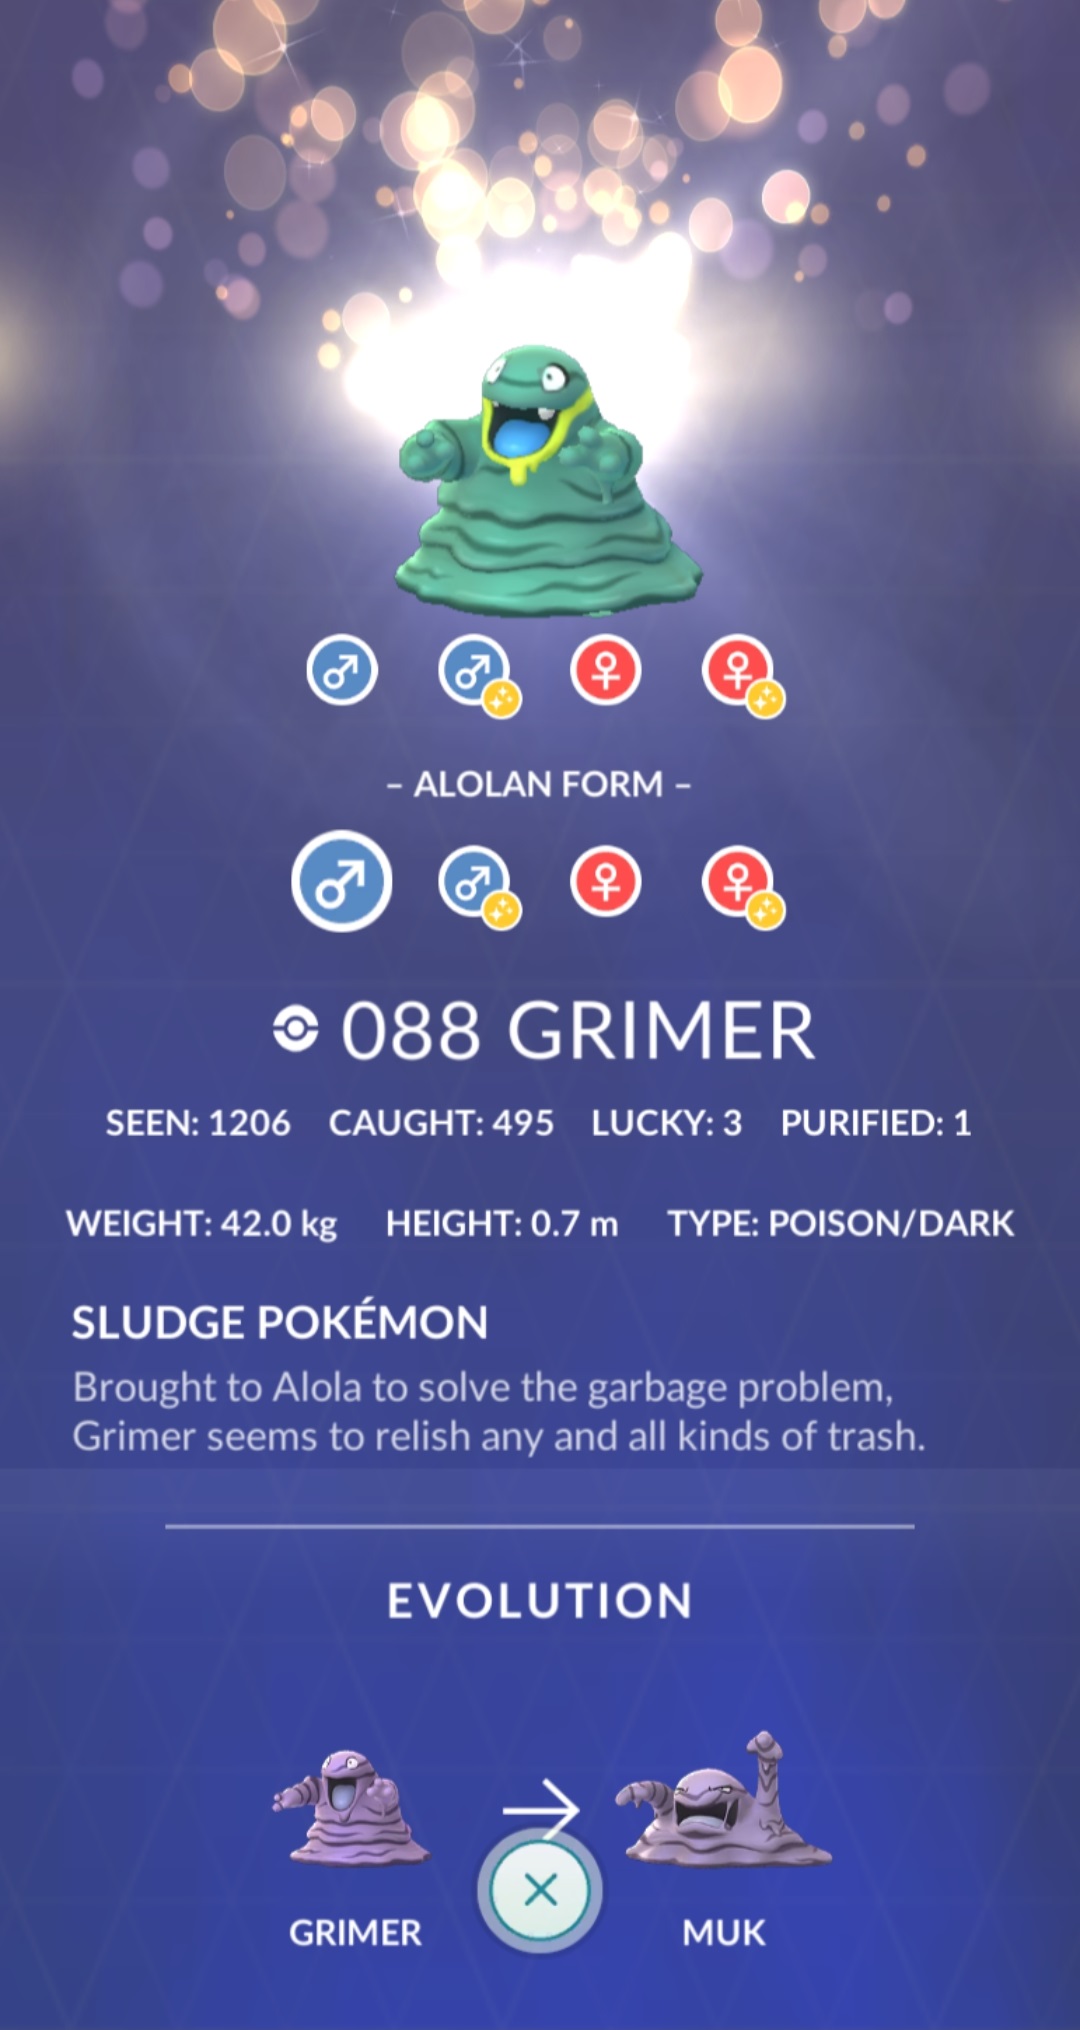 – ALOLAN FORM –
088 GRIMER
SEEN: 1206 CAUGHT: 495 LUCKY: 3 PURIFIED: 1
WEIGHT: 42.0 kg HEIGHT: 0.7 m TYPE: POISON/DARK
SLUDGE POKÉMON
Brought to Alola to solve the garbage problem,
Grimer seems to relish any and all kinds of trash.
EVOLUTION
GRIMER MUK